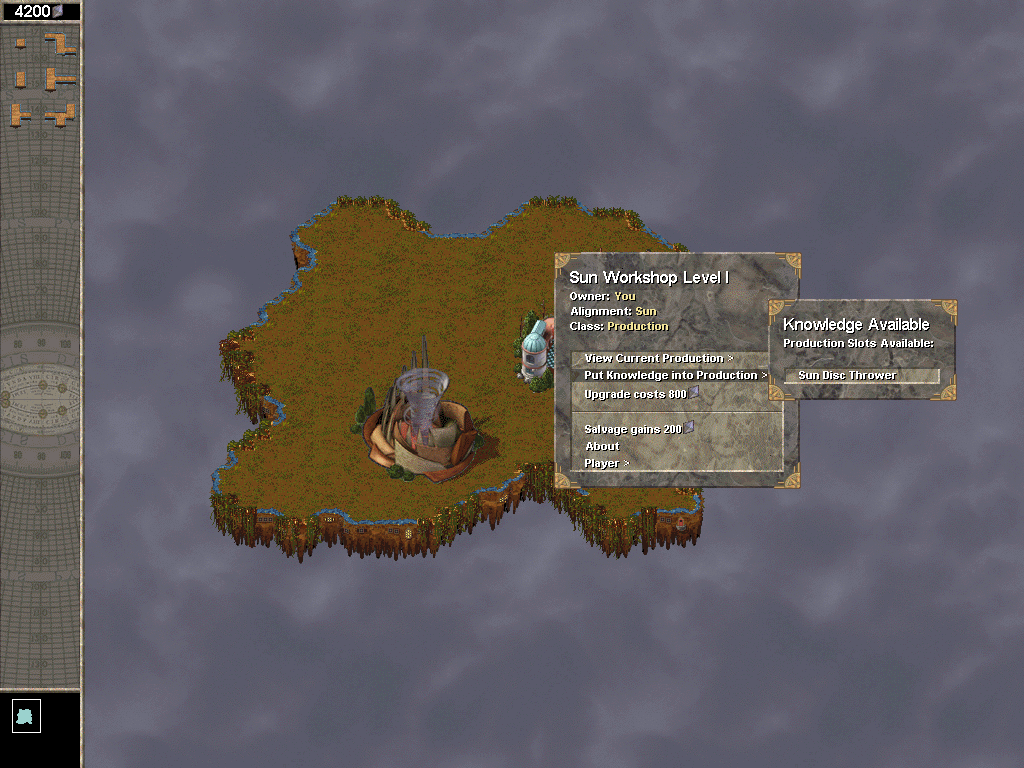 4200
Sun Workshop Level I
Owner: You
Alignment: Sun
Class: Production
View Current Production >
Put Knowledge into Production >
Upgrade costs 800
Salvage gains 200
About
Player >
Knowledge Available
Production Slots Available:
Sun Disc Thrower